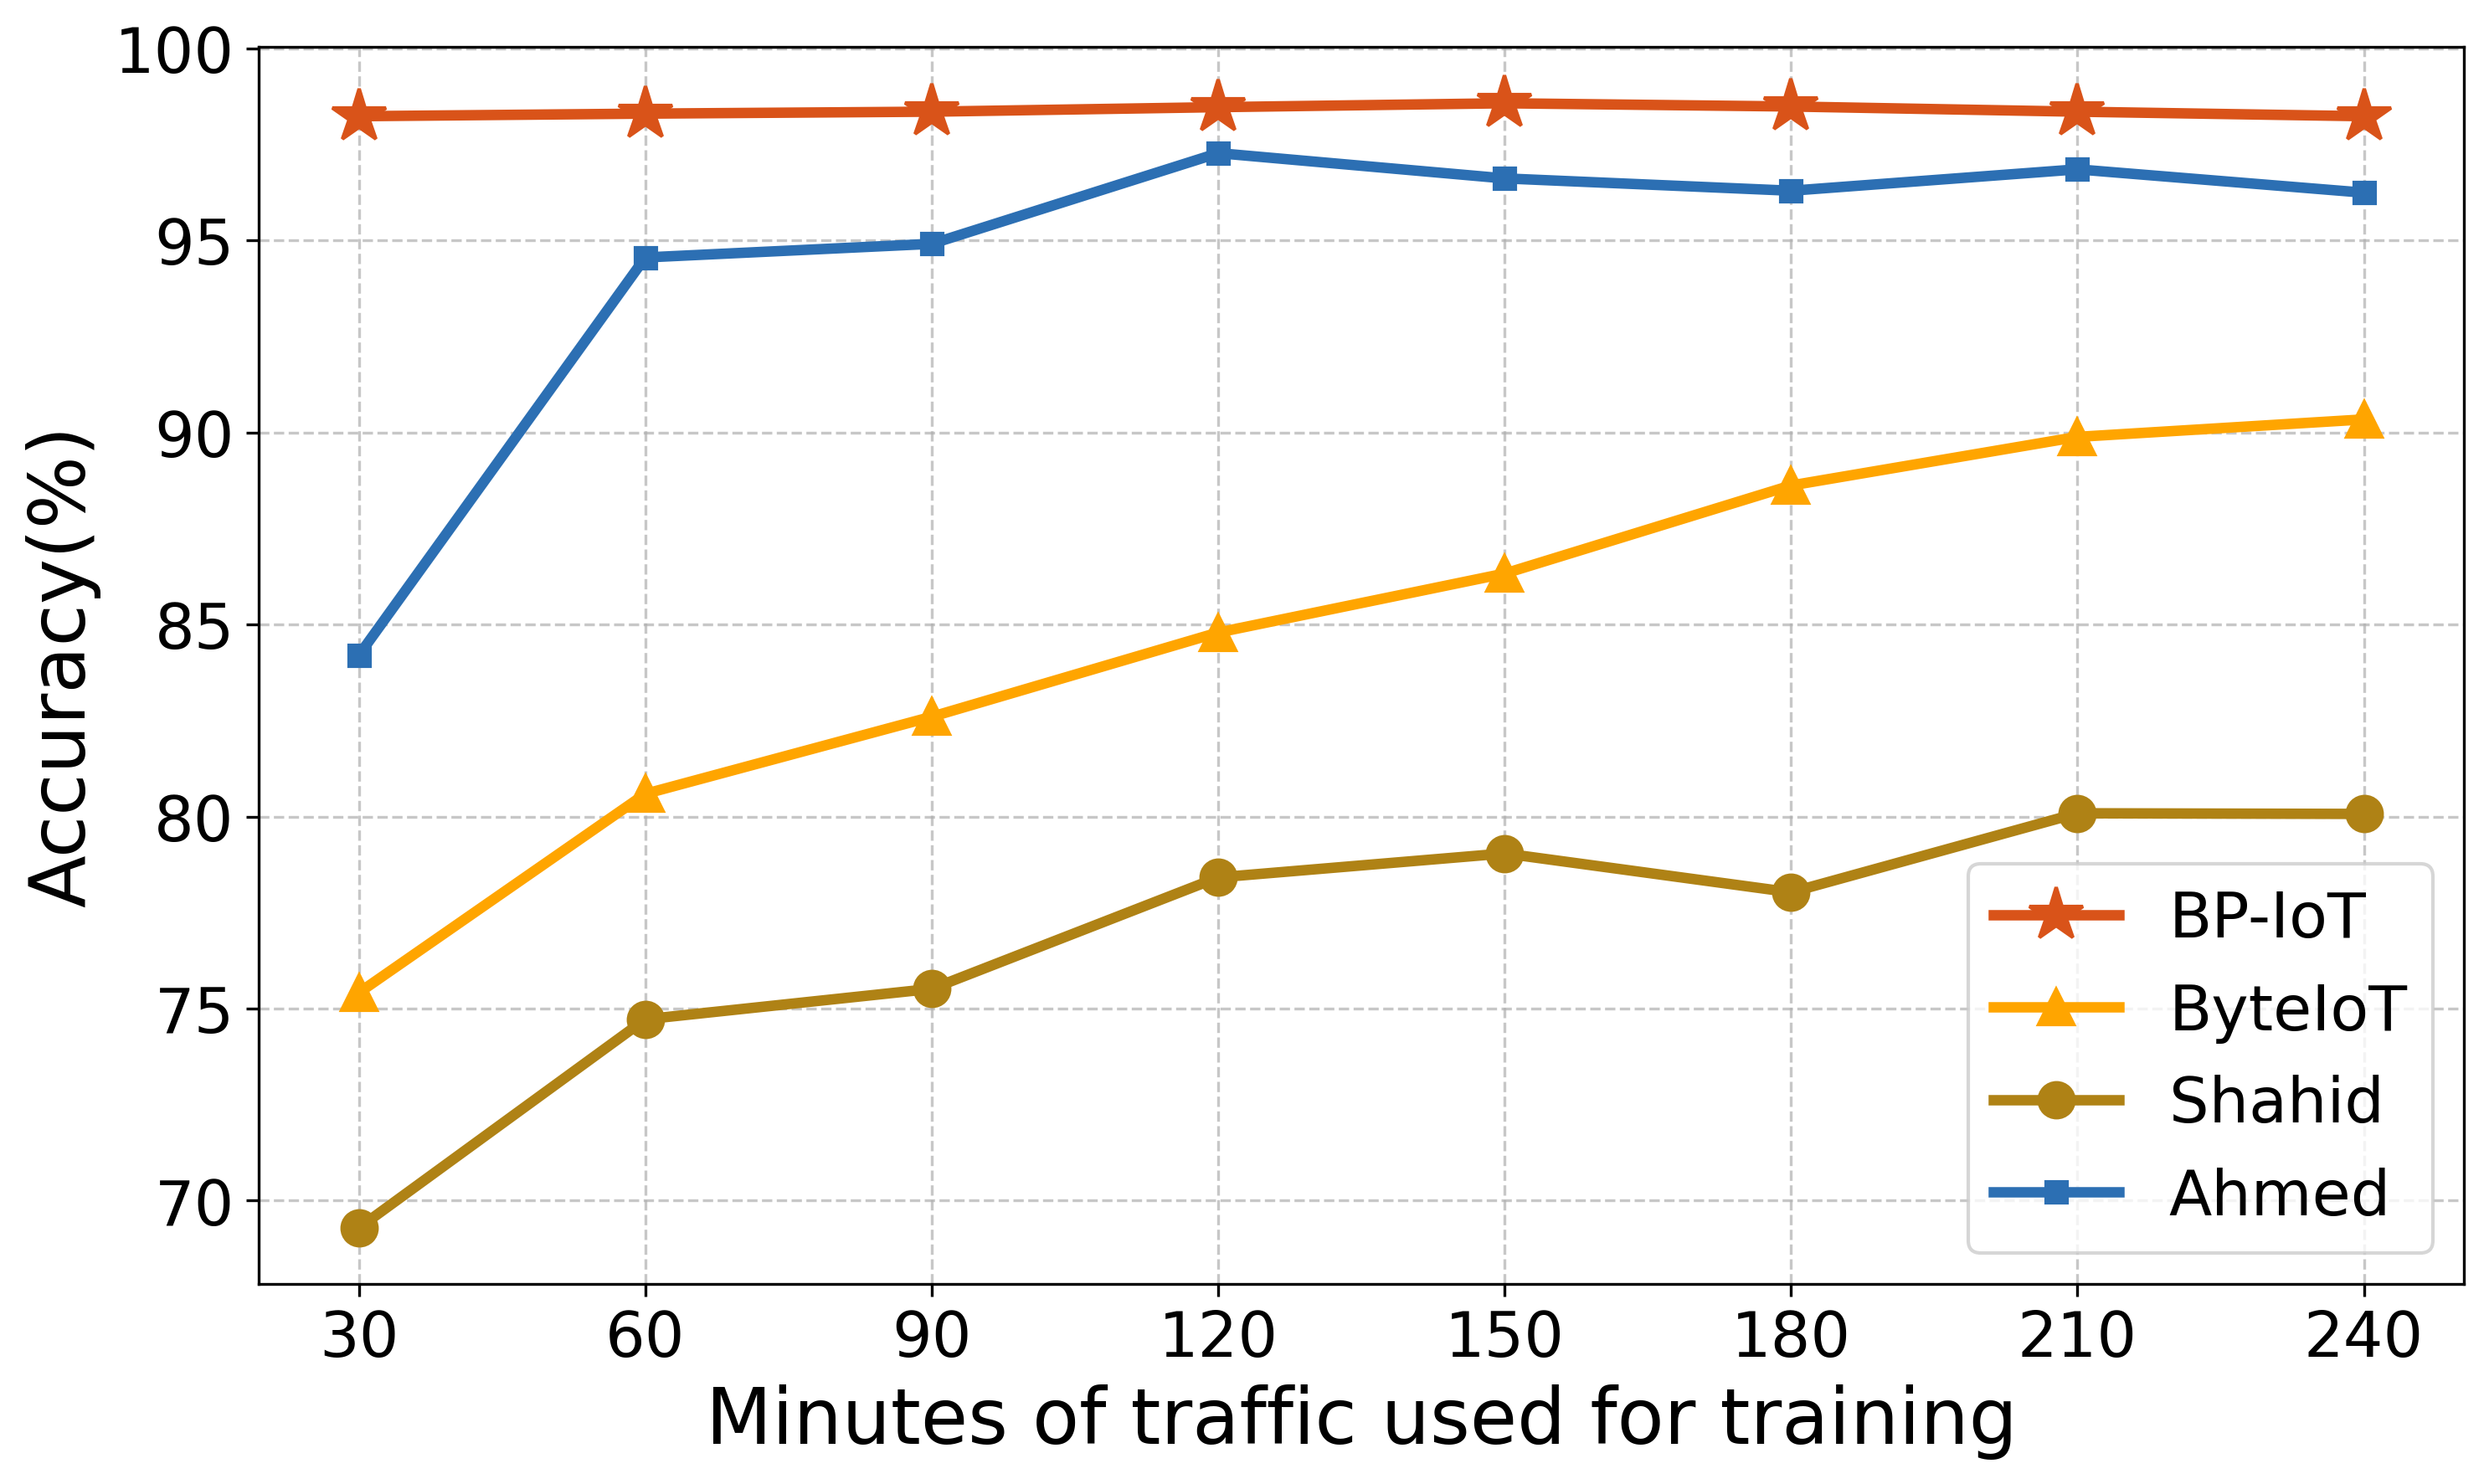 100
95
90
85
80
75
70
Accuracy(%)
30 60 90 120 150 180 210 240
Minutes of traffic used for training
BP-IoT
ByteIoT
Shahid
Ahmed